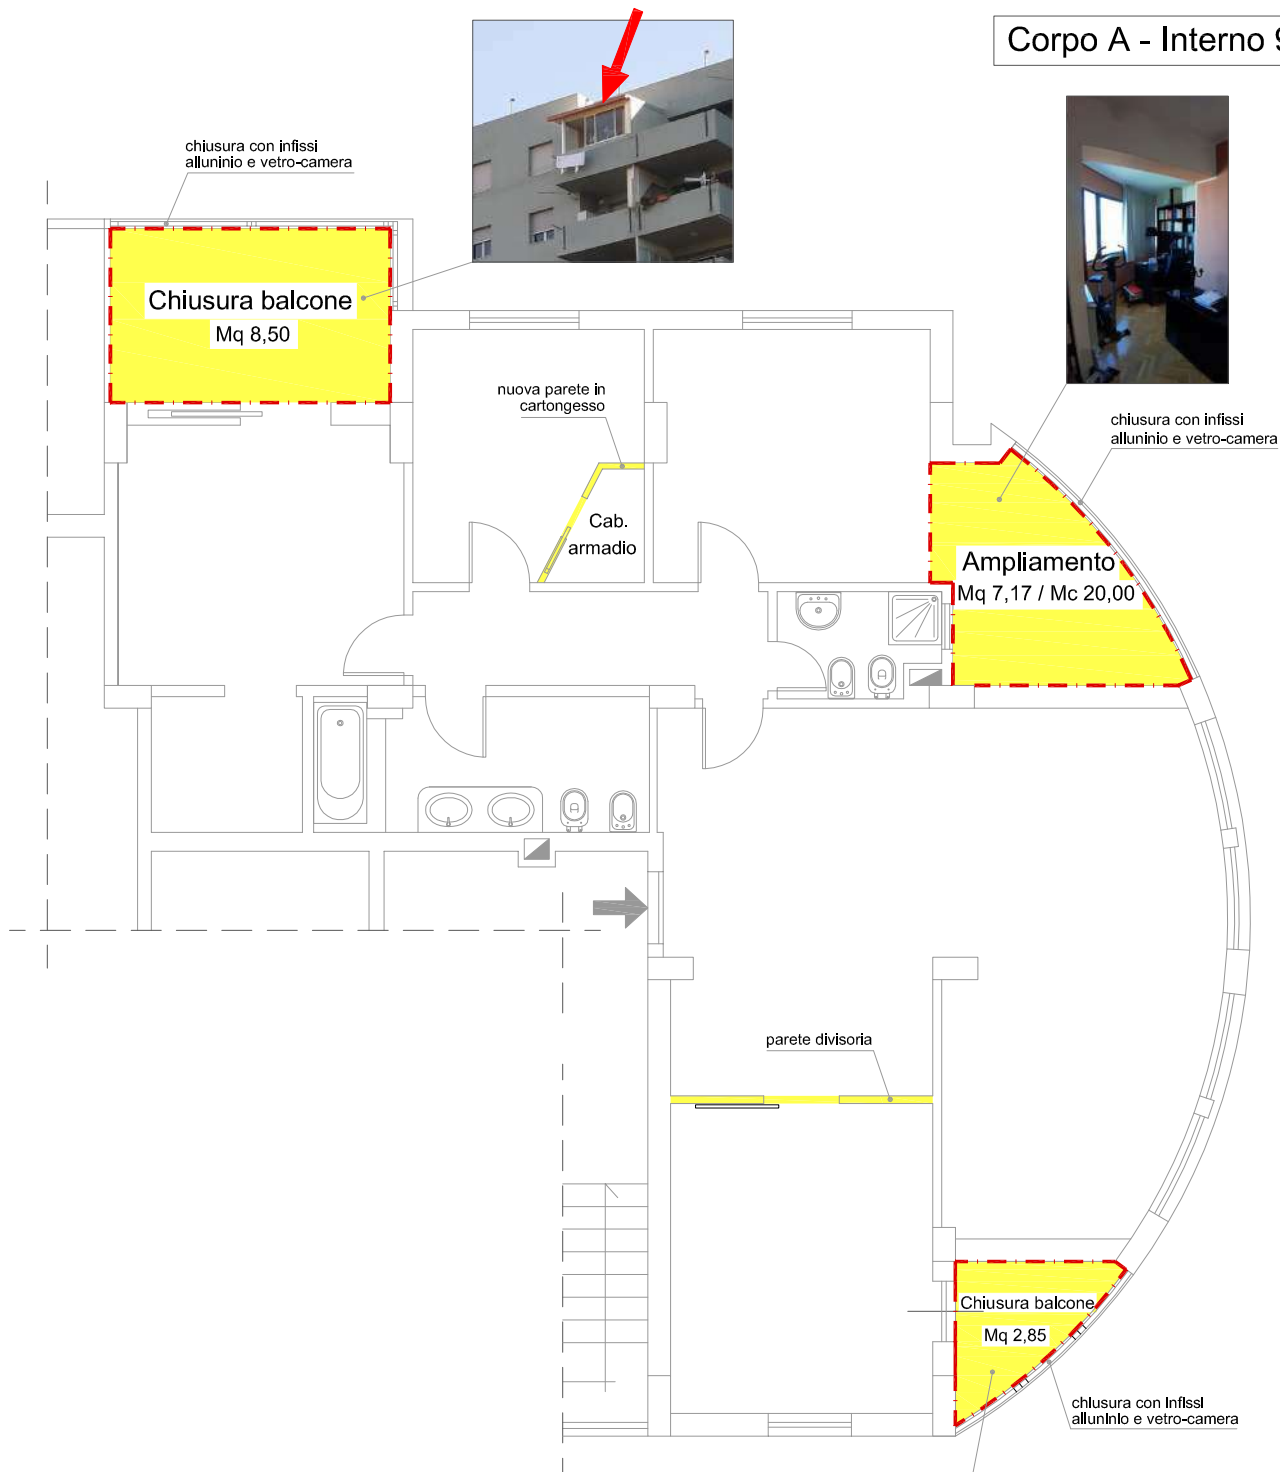 Corpo A - Interno 9
chiusura con infissi
alluninio e vetro-camera
Chiusura balcone
Mq 8,50
nuova parete in
cartongesso
Cab.
armadio
chiusura con infissi
alluninio e vetro-camera
Ampliamento
Mq 7,17 / Mc 20,00
parete divisoria
Chiusura balcone
Mq 2,85
chiusura con infissi
alluninio e vetro-camera